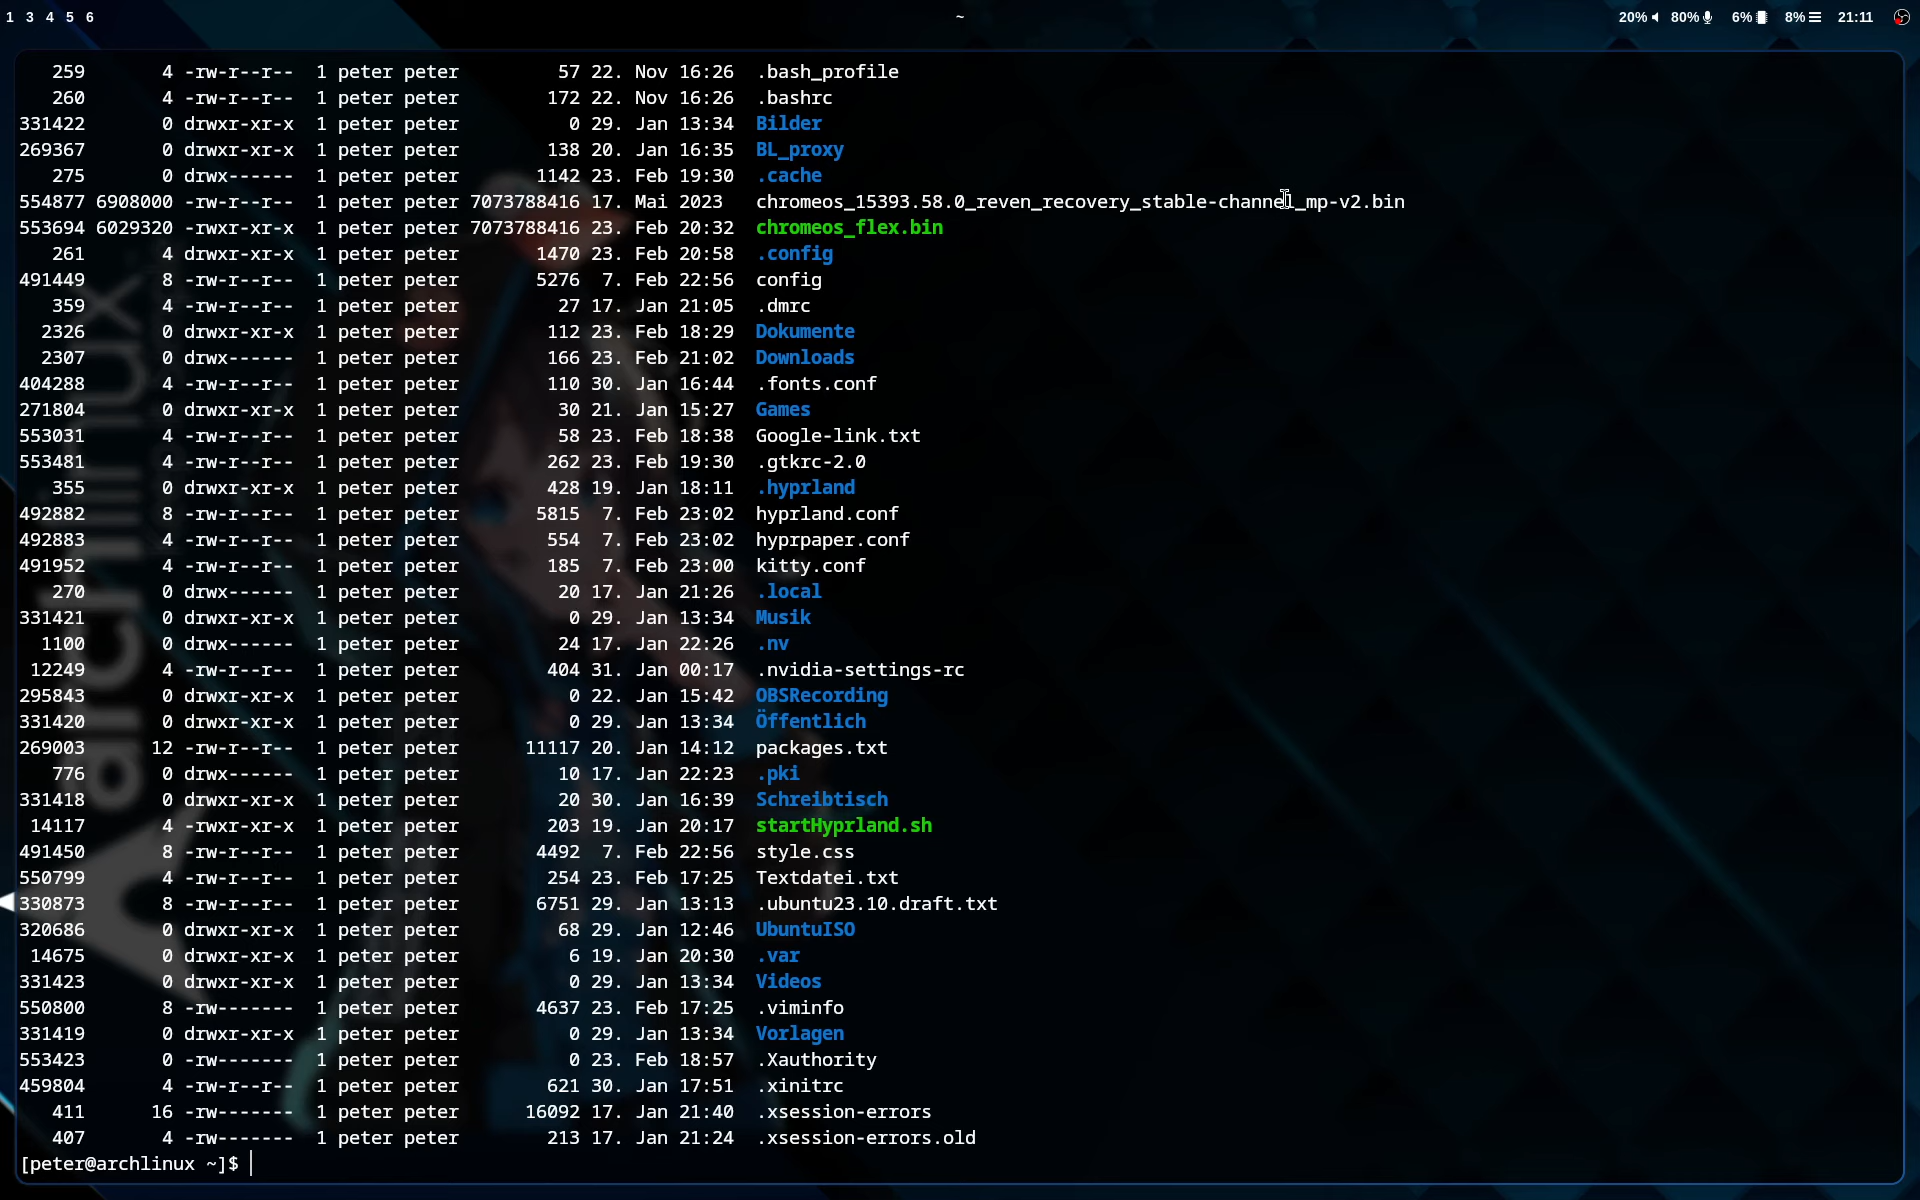 1 3 4 5 6 ~ 20% 80% 6% 8% 21:11
259 4 -rw-r--r-- 1 peter peter 57 22. Nov 16:26 .bash_profile
260 4 -rw-r--r-- 1 peter peter 172 22. Nov 16:26 .bashrc
331422 0 drwxr-xr-x 1 peter peter 0 29. Jan 13:34 Bilder
269367 0 drwxr-xr-x 1 peter peter 138 20. Jan 16:35 BL_proxy
275 0 drwx------ 1 peter peter 1142 23. Feb 19:30 .cache
554877 6908000 -rw-r--r-- 1 peter peter 7073788416 17. Mai 2023 chromeos_15393.58.0_reven_recovery_stable-channel_mp-v2.bin
553694 6029320 -rwxr-xr-x 1 peter peter 7073788416 23. Feb 20:32 chromeos_flex.bin
261 4 drwxr-xr-x 1 peter peter 1470 23. Feb 20:58 .config
491449 8 -rw-r--r-- 1 peter peter 5276 7. Feb 22:56 config
359 4 -rw-r--r-- 1 peter peter 27 17. Jan 21:05 .dmrc
2326 0 drwxr-xr-x 1 peter peter 112 23. Feb 18:29 Dokumente
2307 0 drwx------ 1 peter peter 166 23. Feb 21:02 Downloads
404288 4 -rw-r--r-- 1 peter peter 110 30. Jan 16:44 .fonts.conf
271804 0 drwxr-xr-x 1 peter peter 30 21. Jan 15:27 Games
553031 4 -rw-r--r-- 1 peter peter 58 23. Feb 18:38 Google-link.txt
553481 4 -rw-r--r-- 1 peter peter 262 23. Feb 19:30 .gtkrc-2.0
355 0 drwxr-xr-x 1 peter peter 428 19. Jan 18:11 .hyprland
492882 8 -rw-r--r-- 1 peter peter 5815 7. Feb 23:02 hyprland.conf
492883 4 -rw-r--r-- 1 peter peter 554 7. Feb 23:02 hyprpaper.conf
491952 4 -rw-r--r-- 1 peter peter 185 7. Feb 23:00 kitty.conf
270 0 drwx------ 1 peter peter 20 17. Jan 21:26 .local
331421 0 drwxr-xr-x 1 peter peter 0 29. Jan 13:34 Musik
1100 0 drwx------ 1 peter peter 24 17. Jan 22:26 .nv
12249 4 -rw-r--r-- 1 peter peter 404 31. Jan 00:17 .nvidia-settings-rc
295843 0 drwxr-xr-x 1 peter peter 0 22. Jan 15:42 OBSRecording
331420 0 drwxr-xr-x 1 peter peter 0 29. Jan 13:34 Öffentlich
269003 12 -rw-r--r-- 1 peter peter 11117 20. Jan 14:12 packages.txt
776 0 drwx------ 1 peter peter 10 17. Jan 22:23 .pki
331418 0 drwxr-xr-x 1 peter peter 20 30. Jan 16:39 Schreibtisch
14117 4 -rwxr-xr-x 1 peter peter 203 19. Jan 20:17 startHyprland.sh
491450 8 -rw-r--r-- 1 peter peter 4492 7. Feb 22:56 style.css
550799 4 -rw-r--r-- 1 peter peter 254 23. Feb 17:25 Textdatei.txt
330873 8 -rw-r--r-- 1 peter peter 6751 29. Jan 13:13 .ubuntu23.10.draft.txt
320686 0 drwxr-xr-x 1 peter peter 68 29. Jan 12:46 UbuntuISO
14675 0 drwxr-xr-x 1 peter peter 6 19. Jan 20:30 .var
331423 0 drwxr-xr-x 1 peter peter 0 29. Jan 13:34 Videos
550800 8 -rw------- 1 peter peter 4637 23. Feb 17:25 .viminfo
331419 0 drwxr-xr-x 1 peter peter 0 29. Jan 13:34 Vorlagen
553423 0 -rw------- 1 peter peter 0 23. Feb 18:57 .Xauthority
459804 4 -rw-r--r-- 1 peter peter 621 30. Jan 17:51 .xinitrc
411 16 -rw------- 1 peter peter 16092 17. Jan 21:40 .xsession-errors
407 4 -rw------- 1 peter peter 213 17. Jan 21:24 .xsession-errors.old
[peter@archlinux ~]$
archlinux